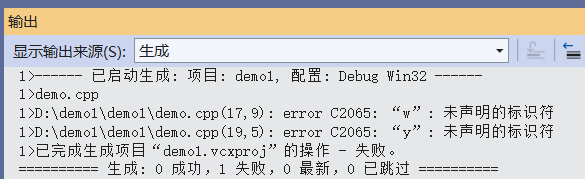 输出
显示输出来源(S): 生成
1>------ 已启动生成: 项目: demo1, 配置: Debug Win32 ------
1>demo.cpp
1>D:\demo1\demo1\demo.cpp(17,9): error C2065: “w”: 未声明的标识符
1>D:\demo1\demo1\demo.cpp(19,5): error C2065: “y”: 未声明的标识符
1>已完成生成项目“demo1.vcxproj”的操作 - 失败。
========== 生成: 0 成功，1 失败，0 最新，0 已跳过 ==========